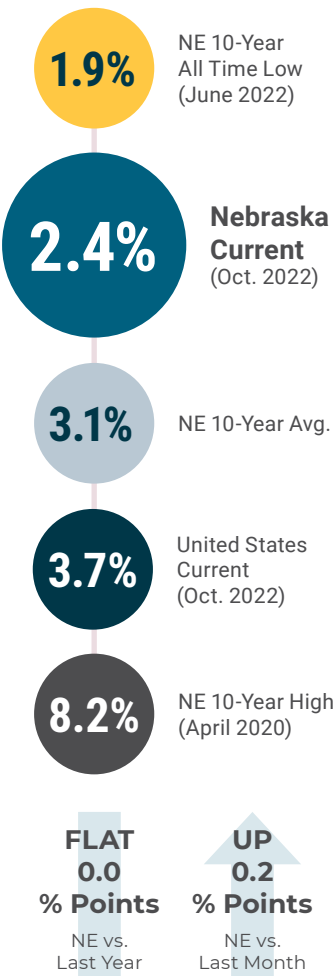 1.9%
NE 10-Year
All Time Low
(June 2022)
2.4%
Nebraska
Current
(Oct. 2022)
3.1%
NE 10-Year Avg.
3.7%
United States
Current
(Oct. 2022)
8.2%
NE 10-Year High
(April 2020)
FLAT
0.0
% Points
NE vs.
Last Year
UP
0.2
% Points
NE vs.
Last Month